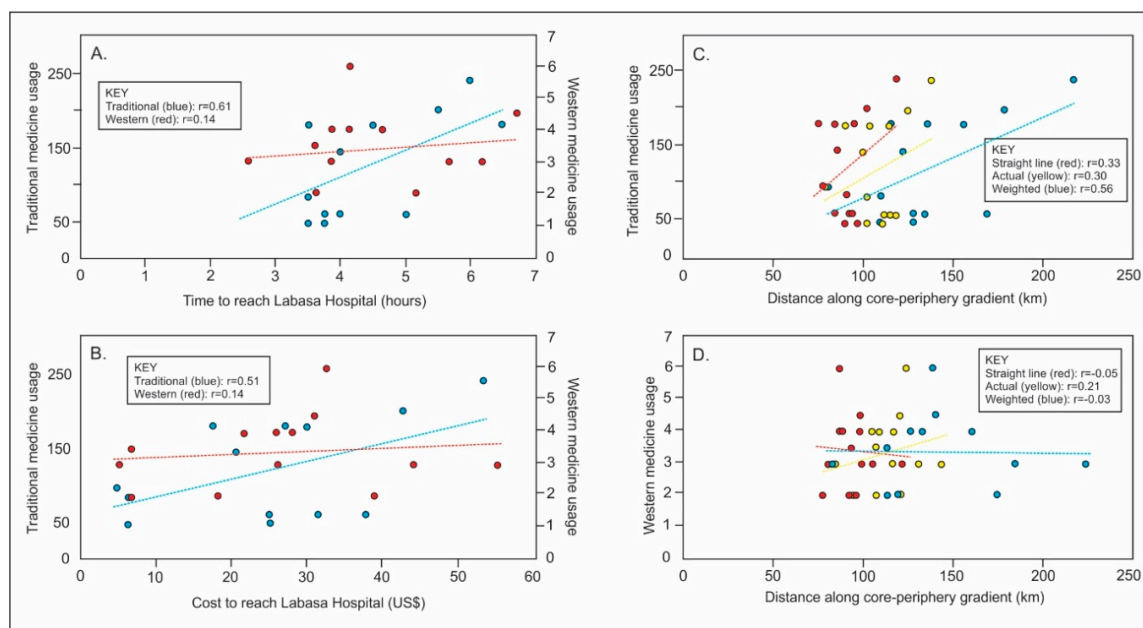 A.
KEY
Traditional (blue): r=0.61
Western (red): r=0.14
Traditional medicine usage
250
150
50
0
7
6
5
4
3
2
1
0
Western medicine usage
0 1 2 3 4 5 6 7
Time to reach Labasa Hospital (hours)
B.
KEY
Traditional (blue): r=0.51
Western (red): r=0.14
Traditional medicine usage
250
150
50
0
7
6
5
4
3
2
1
0
Western medicine usage
0 10 20 30 40 50 60
Cost to reach Labasa Hospital (US$)
C.
KEY
Straight line (red): r=0.33
Actual (yellow): r=0.30
Weighted (blue): r=0.56
Traditional medicine usage
250
150
50
0
0 50 100 150 200 250
Distance along core-periphery gradient (km)
D.
KEY
Straight line (red): r=-0.05
Actual (yellow): r=0.21
Weighted (blue): r=-0.03
Western medicine usage
7
6
5
4
3
2
1
0
0 50 100 150 200 250
Distance along core-periphery gradient (km)